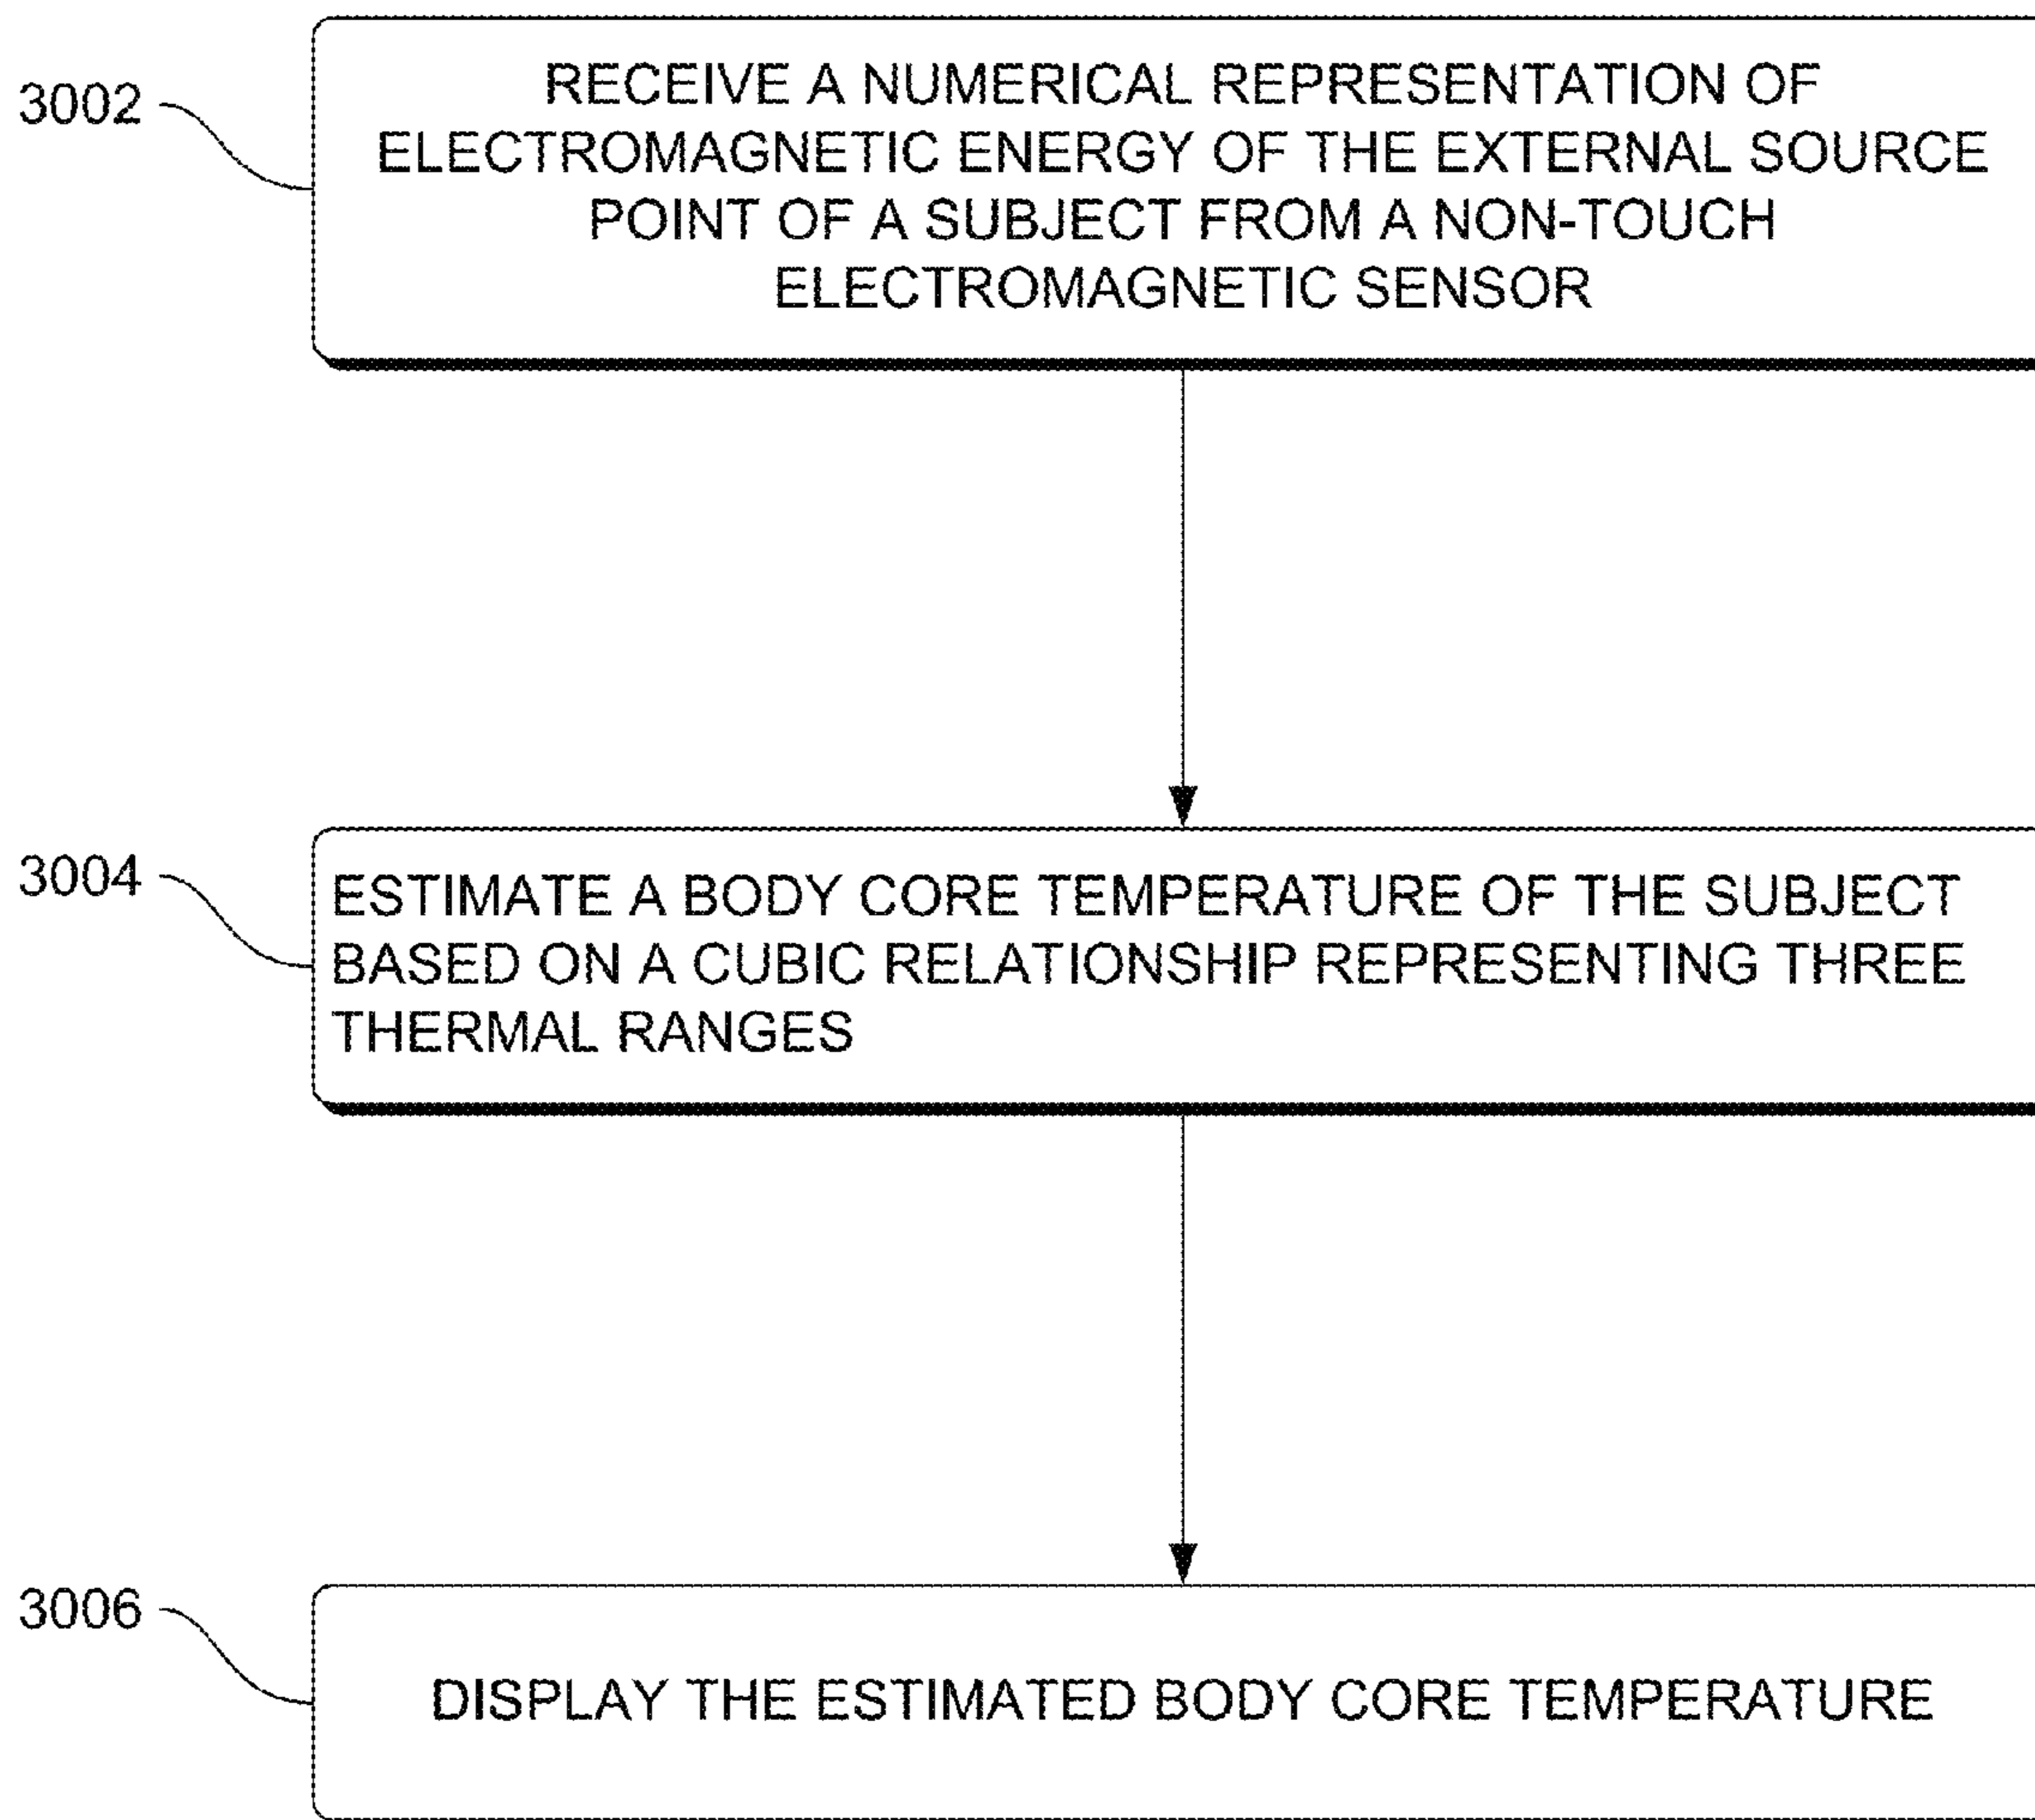 3002
RECEIVE A NUMERICAL REPRESENTATION OF
ELECTROMAGNETIC ENERGY OF THE EXTERNAL SOURCE
POINT OF A SUBJECT FROM A NON-TOUCH
ELECTROMAGNETIC SENSOR
3004
ESTIMATE A BODY CORE TEMPERATURE OF THE SUBJECT
BASED ON A CUBIC RELATIONSHIP REPRESENTING THREE
THERMAL RANGES
3006
DISPLAY THE ESTIMATED BODY CORE TEMPERATURE